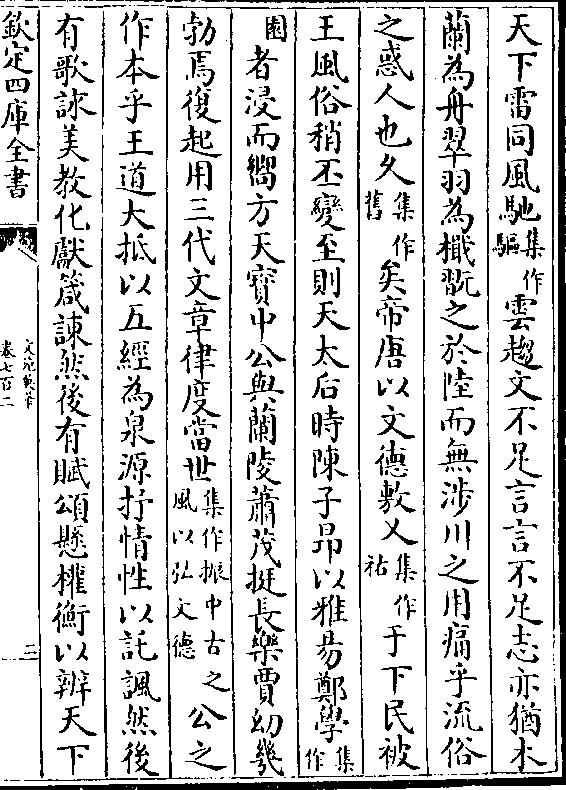 天下雷同風馳集作驅雲趨文不足言言不足志亦猶木
蘭為舟翠羽為檝翫之於陸而無涉川之用痛乎流俗
之惑人也久集作舊矣帝唐以文德敷乂集作祐于下民被
王風俗稍丕變至則天太后時陳子昂以雅易鄭學集作
園者浸而嚮方天寶中公與蘭陵蕭茂挺長樂賈幼幾
勃焉復起用三代文章律度當世集作振中古之風以弘文德公之
作本乎王道大抵以五經為泉源抒情性以託諷然後
有歌詠美教化獻箴諫然後有賦頌懸權衡以辨天下
欽定四庫全書
文苑英華
卷七百二
三